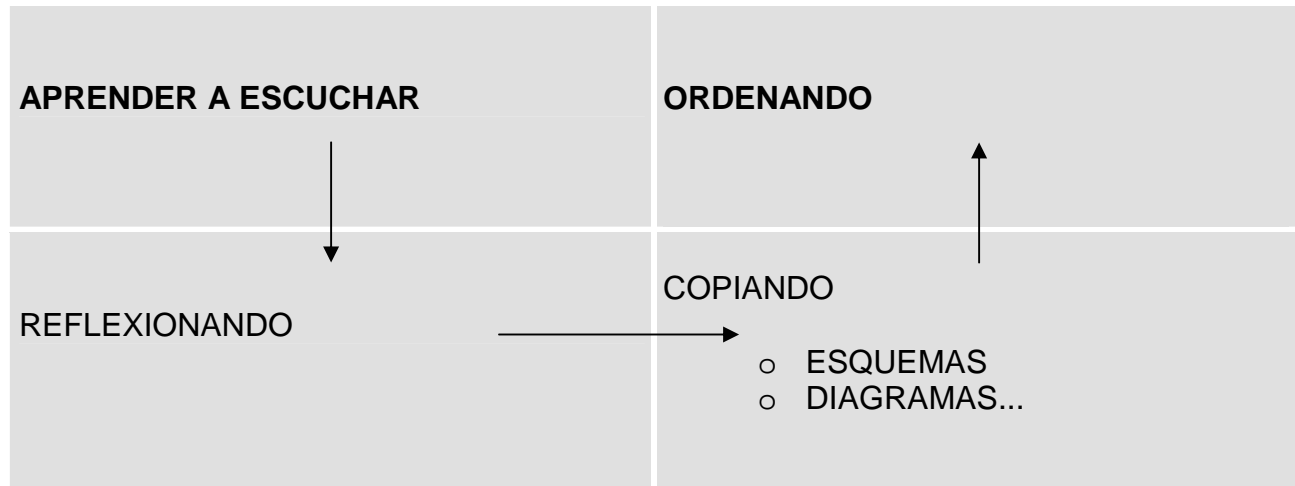 APRENDER A ESCUCHAR
ORDENANDO
REFLEXIONANDO
COPIANDO
o ESQUEMAS
o DIAGRAMAS...